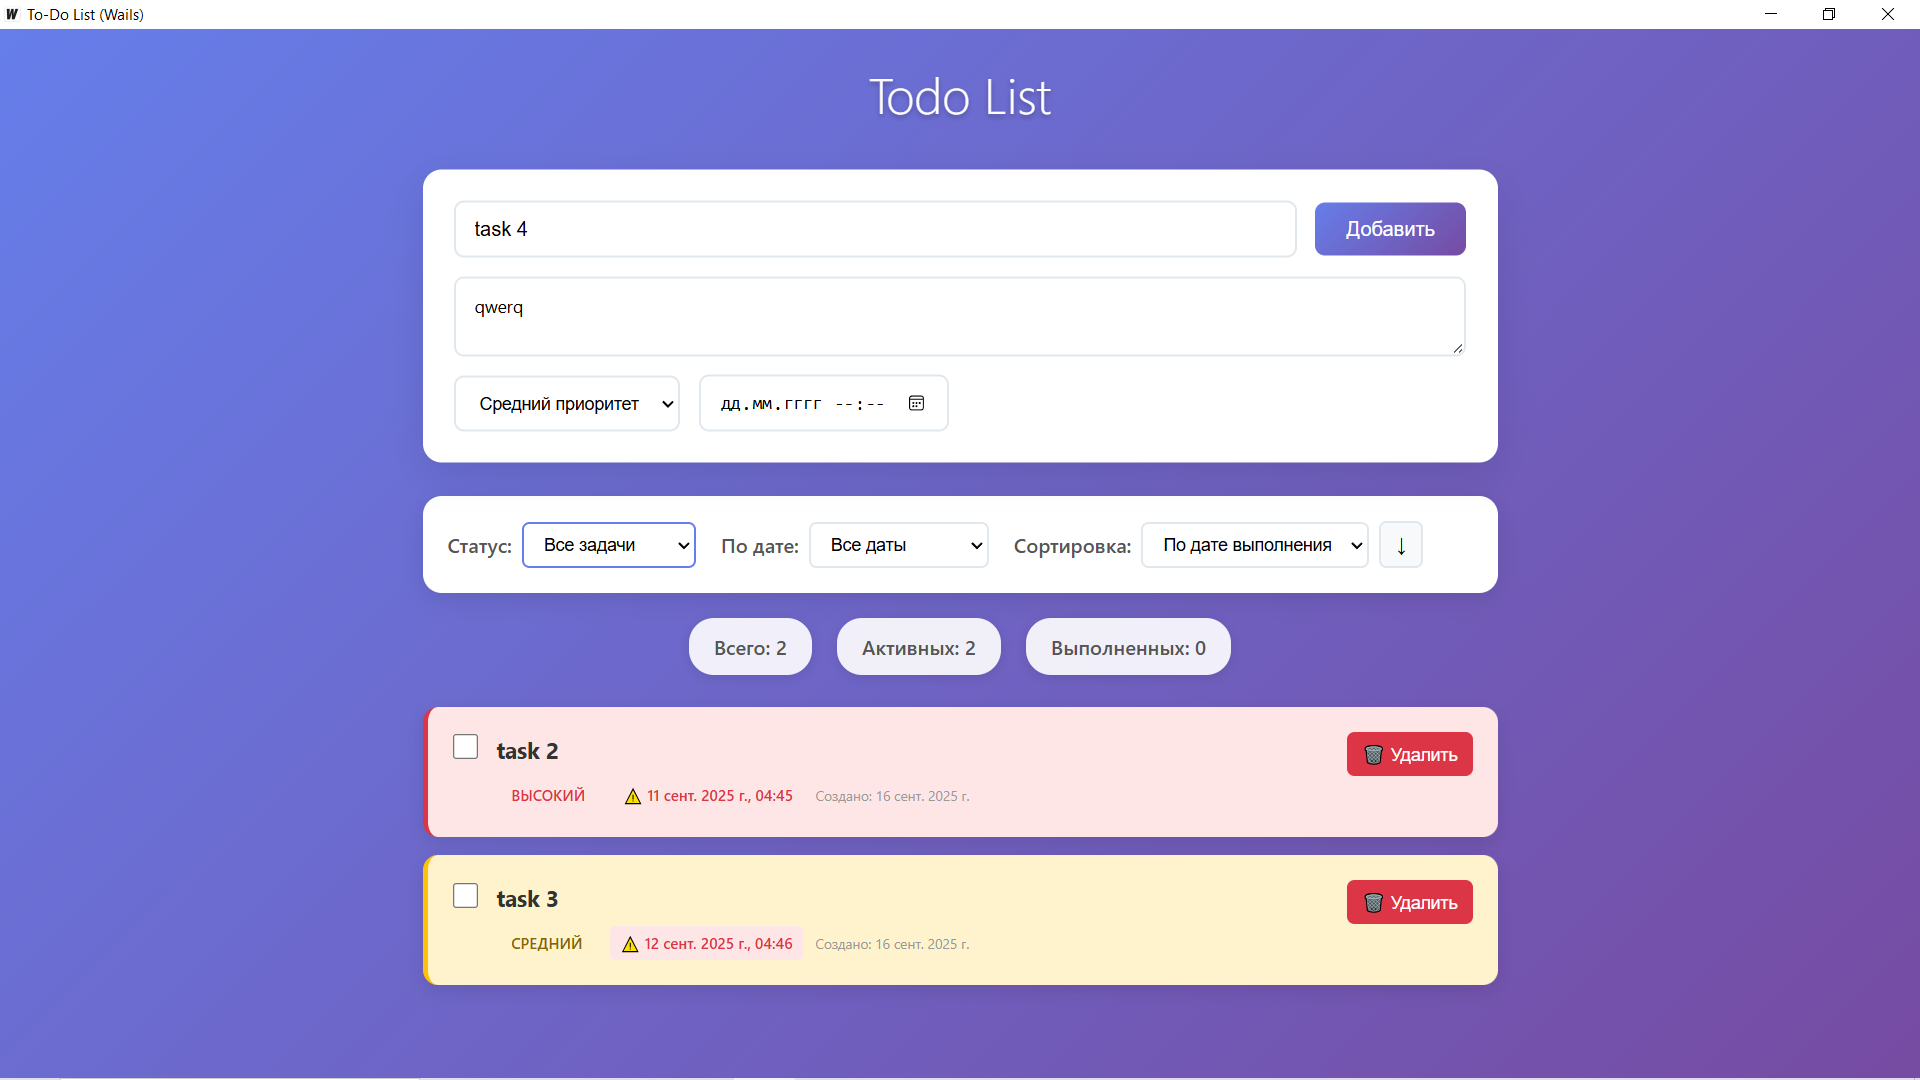 To-Do List (Wails)
Todo List
task 4
Добавить
qwerq
Средний приоритет
дд.мм.гггг --:--
Статус: Все задачи По дате: Все даты Сортировка: По дате выполнения ↓
Всего: 2 Активных: 2 Выполненных: 0
task 2
Удалить
ВЫСОКИЙ 11 сент. 2025 г., 04:45 Создано: 16 сент. 2025 г.
task 3
Удалить
СРЕДНИЙ 12 сент. 2025 г., 04:46 Создано: 16 сент. 2025 г.